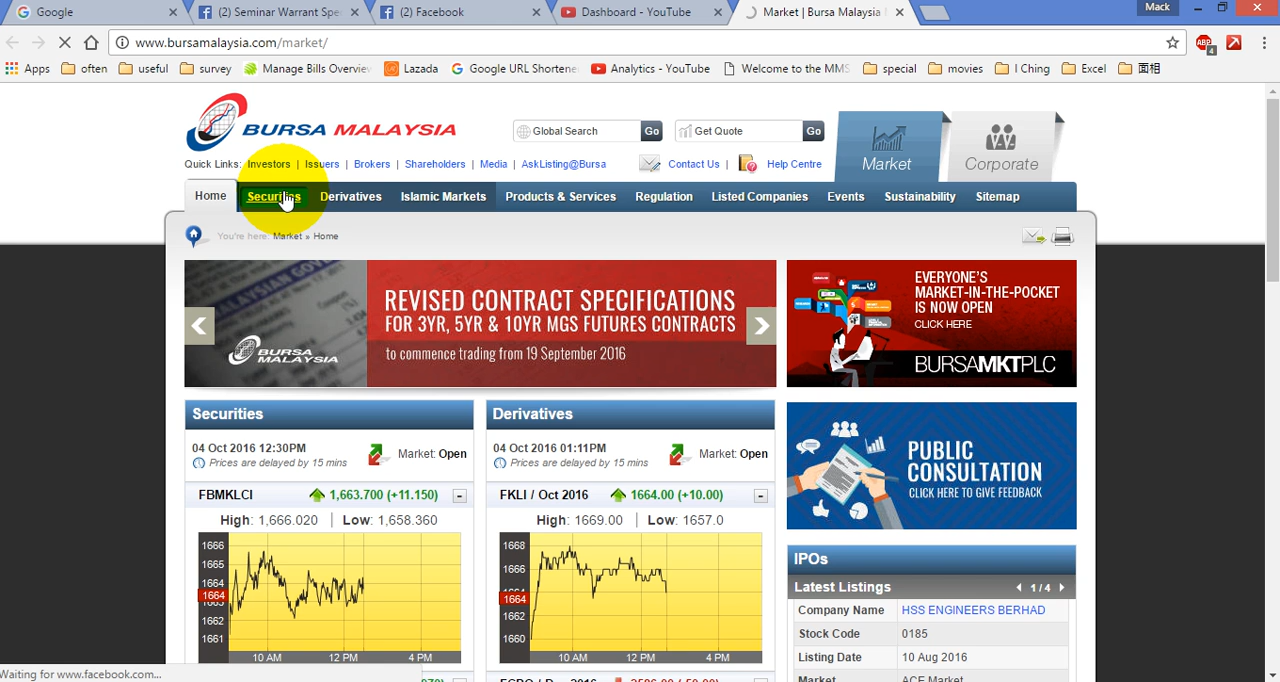 Google
(2) Seminar Warrant Spe
(2) Facebook
Dashboard - YouTube
Market | Bursa Malaysia
Mack
www.bursamalaysia.com/market/
ABP
4
Apps
often
useful
survey
Manage Bills Overview
Lazada
Google URL Shortene
Analytics - YouTube
Welcome to the MMS
special
movies
I Ching
Excel
面相
BURSA MALAYSIA
Global Search
Go
Get Quote
Go
Market
Corporate
Quick Links: Investors | Issuers | Brokers | Shareholders | Media | AskListing@Bursa
Contact Us | Help Centre
Home
Securities
Derivatives
Islamic Markets
Products & Services
Regulation
Listed Companies
Events
Sustainability
Sitemap
You're here: Market » Home
BURSA MALAYSIA
REVISED CONTRACT SPECIFICATIONS
FOR 3YR, 5YR & 10YR MGS FUTURES CONTRACTS
to commence trading from 19 September 2016
EVERYONE'S
MARKET-IN-THE-POCKET
IS NOW OPEN
CLICK HERE
BURSAMKTPLC
Securities
04 Oct 2016 12:30PM
Prices are delayed by 15 mins
Market: Open
FBMKLCI
1,663.700 (+11.150)
High: 1,666.020 | Low: 1,658.360
1666
1665
1664
1664
1663
1662
1661
10 AM
12 PM
4 PM
Derivatives
04 Oct 2016 01:11PM
Prices are delayed by 15 mins
Market: Open
FKLI / Oct 2016
1664.00 (+10.00)
High: 1669.00 | Low: 1657.0
1668
1666
1664
1664
1662
1660
10 AM
12 PM
4 PM
PUBLIC
CONSULTATION
CLICK HERE TO GIVE FEEDBACK
IPOs
Latest Listings
1 / 4
Company Name
HSS ENGINEERS BERHAD
Stock Code
0185
Listing Date
10 Aug 2016
Market
ACE Market
Waiting for www.facebook.com...